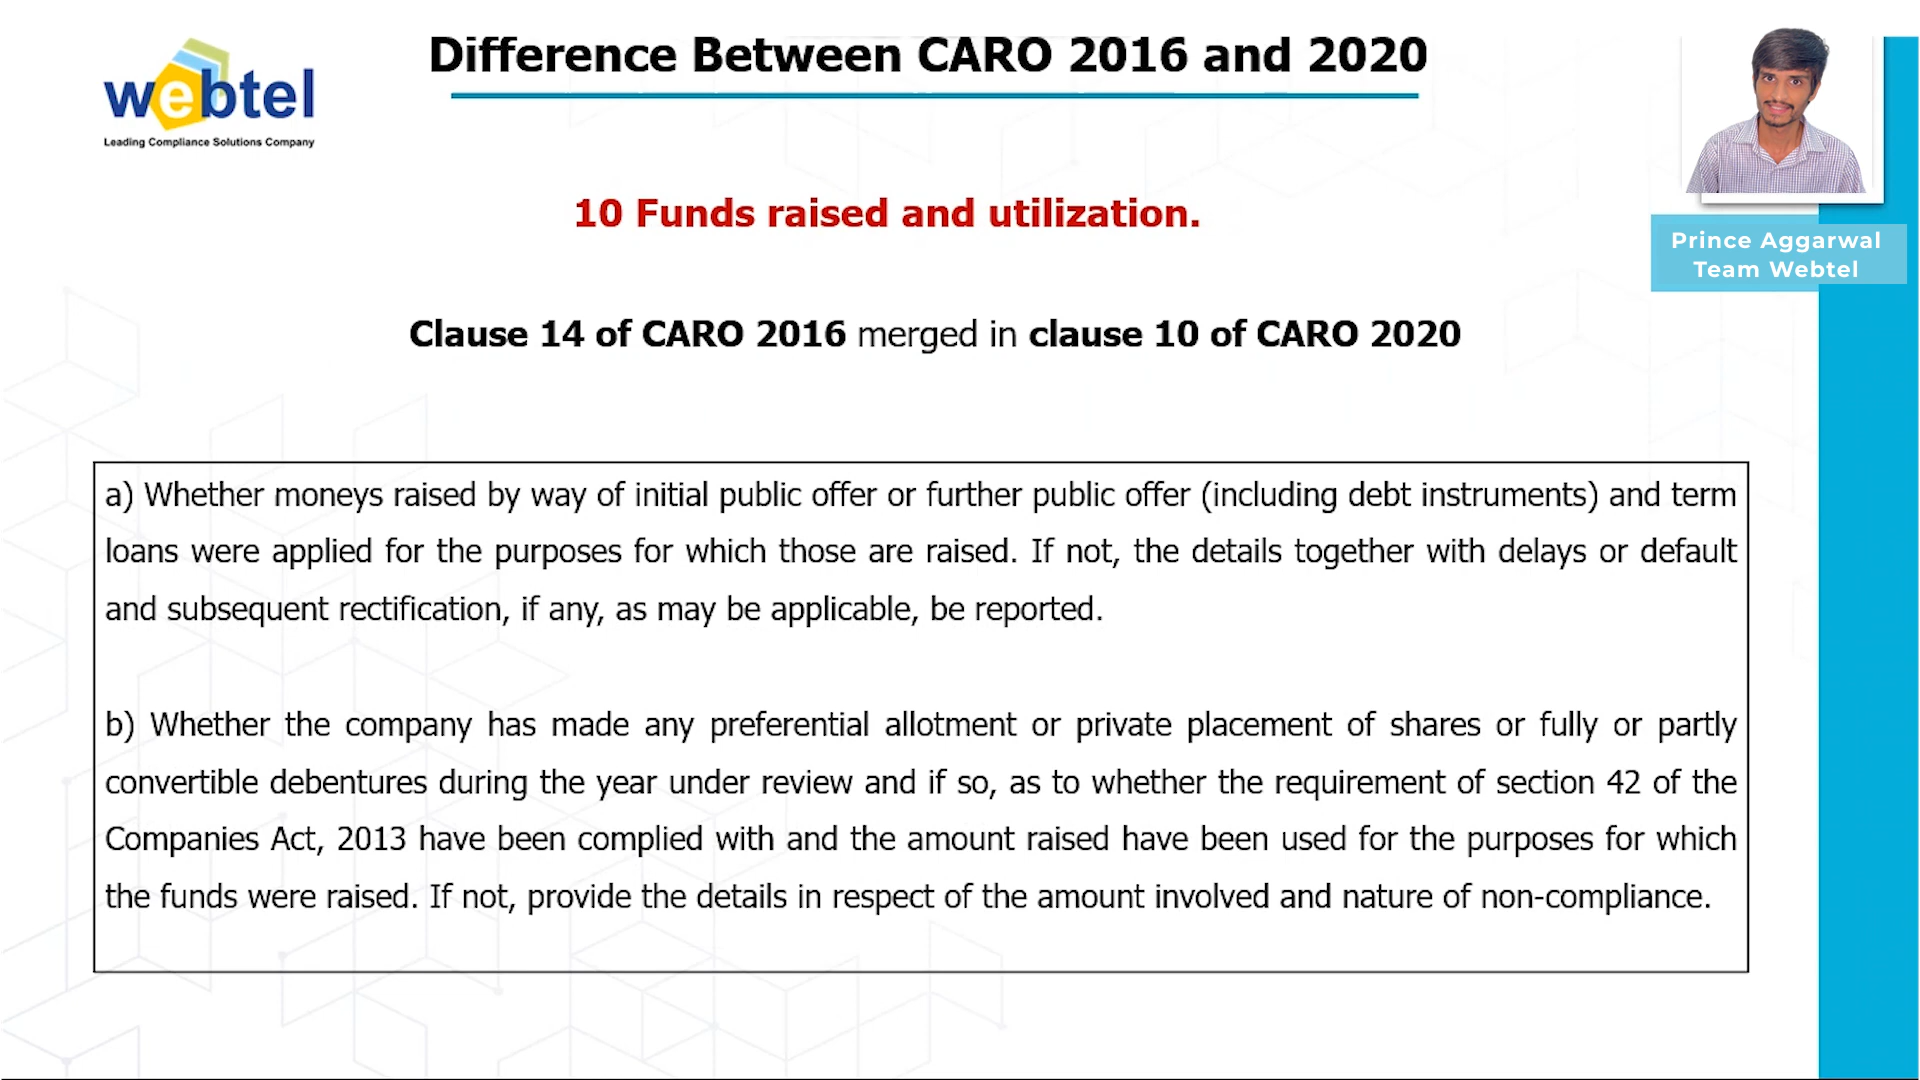 webtel
Leading Compliance Solutions Company
Difference Between CARO 2016 and 2020
Prince Aggarwal
Team Webtel
10 Funds raised and utilization.
Clause 14 of CARO 2016 merged in clause 10 of CARO 2020
a) Whether moneys raised by way of initial public offer or further public offer (including debt instruments) and term
loans were applied for the purposes for which those are raised. If not, the details together with delays or default
and subsequent rectification, if any, as may be applicable, be reported.
b) Whether the company has made any preferential allotment or private placement of shares or fully or partly
convertible debentures during the year under review and if so, as to whether the requirement of section 42 of the
Companies Act, 2013 have been complied with and the amount raised have been used for the purposes for which
the funds were raised. If not, provide the details in respect of the amount involved and nature of non-compliance.